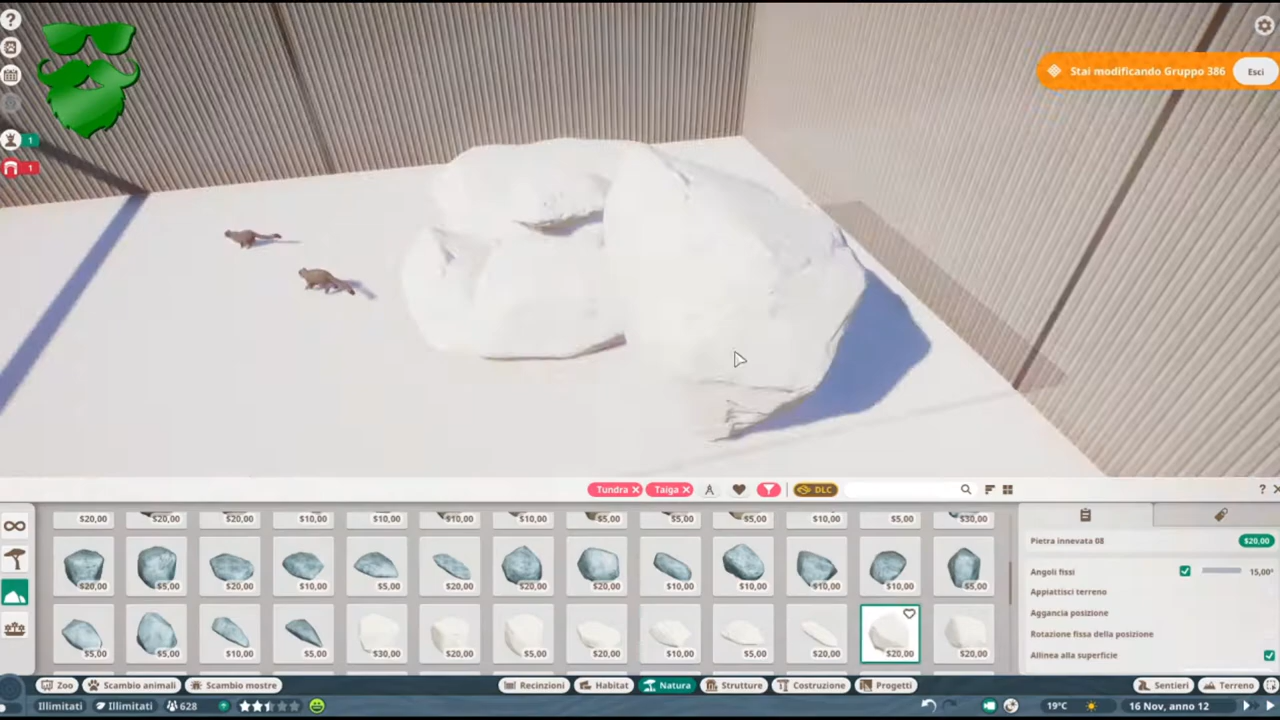 Stai modificando Gruppo 386
Esci
1
1
Tundra
Taiga
A
DLC
?
$20,00 $20,00 $20,00 $10,00 $10,00 $10,00 $10,00 $5,00 $5,00 $5,00 $10,00 $5,00 $30,00
$20,00 $5,00 $20,00 $10,00 $5,00 $20,00 $20,00 $20,00 $10,00 $10,00 $10,00 $10,00 $5,00
$5,00 $5,00 $10,00 $5,00 $30,00 $20,00 $5,00 $20,00 $10,00 $5,00 $20,00 $20,00 $20,00
Pietra innevata 08
$20,00
Angoli fissi
15,00°
Appiattisci terreno
Aggancia posizione
Rotazione fissa della posizione
Allinea alla superficie
Zoo
Scambio animali
Scambio mostre
Recinzioni
Habitat
Natura
Strutture
Costruzione
Progetti
Sentieri
Terreno
Illimitati
Illimitati
628
19°C
16 Nov, anno 12